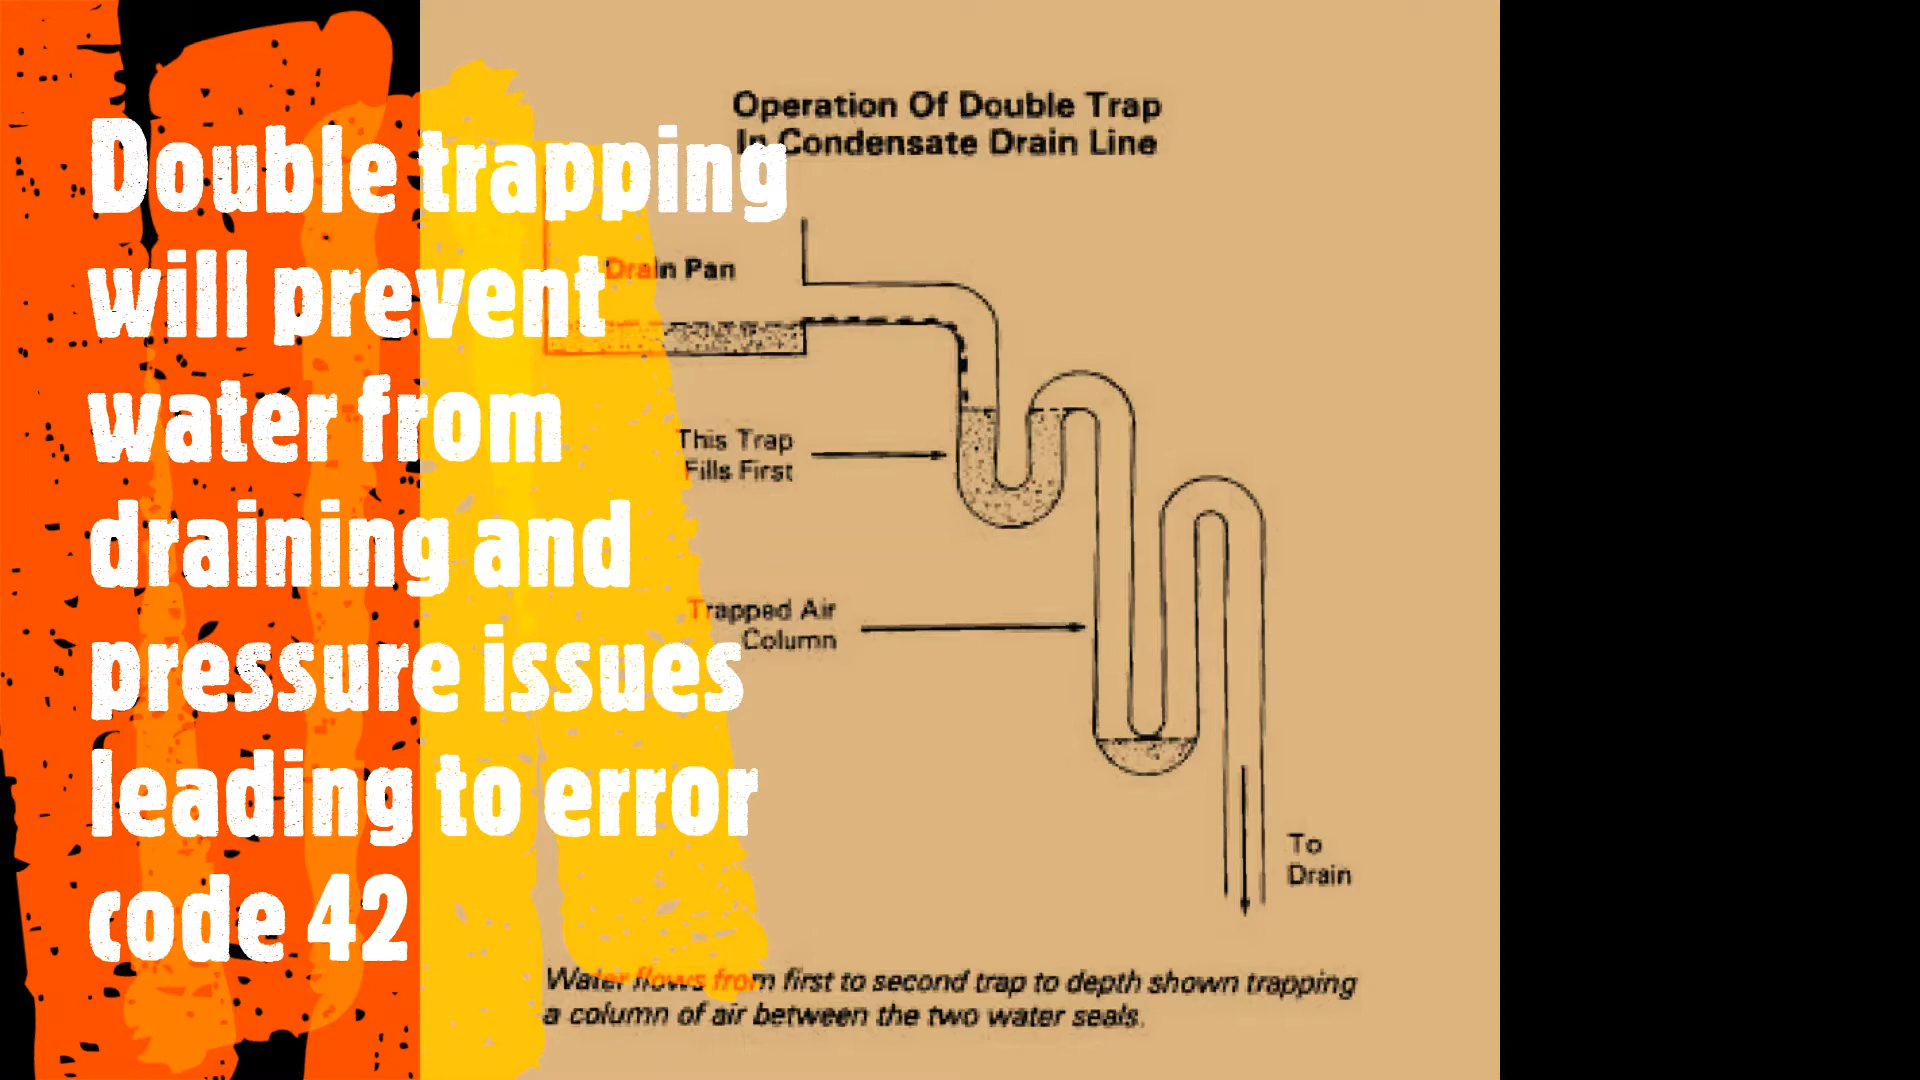 Double trapping
will prevent
water from
draining and
pressure issues
leading to error
code 42
Operation Of Double Trap
In Condensate Drain Line
Drain Pan
This Trap
Fills First
Trapped Air
Column
To
Drain
Water flows from first to second trap to depth shown trapping
a column of air between the two water seals.